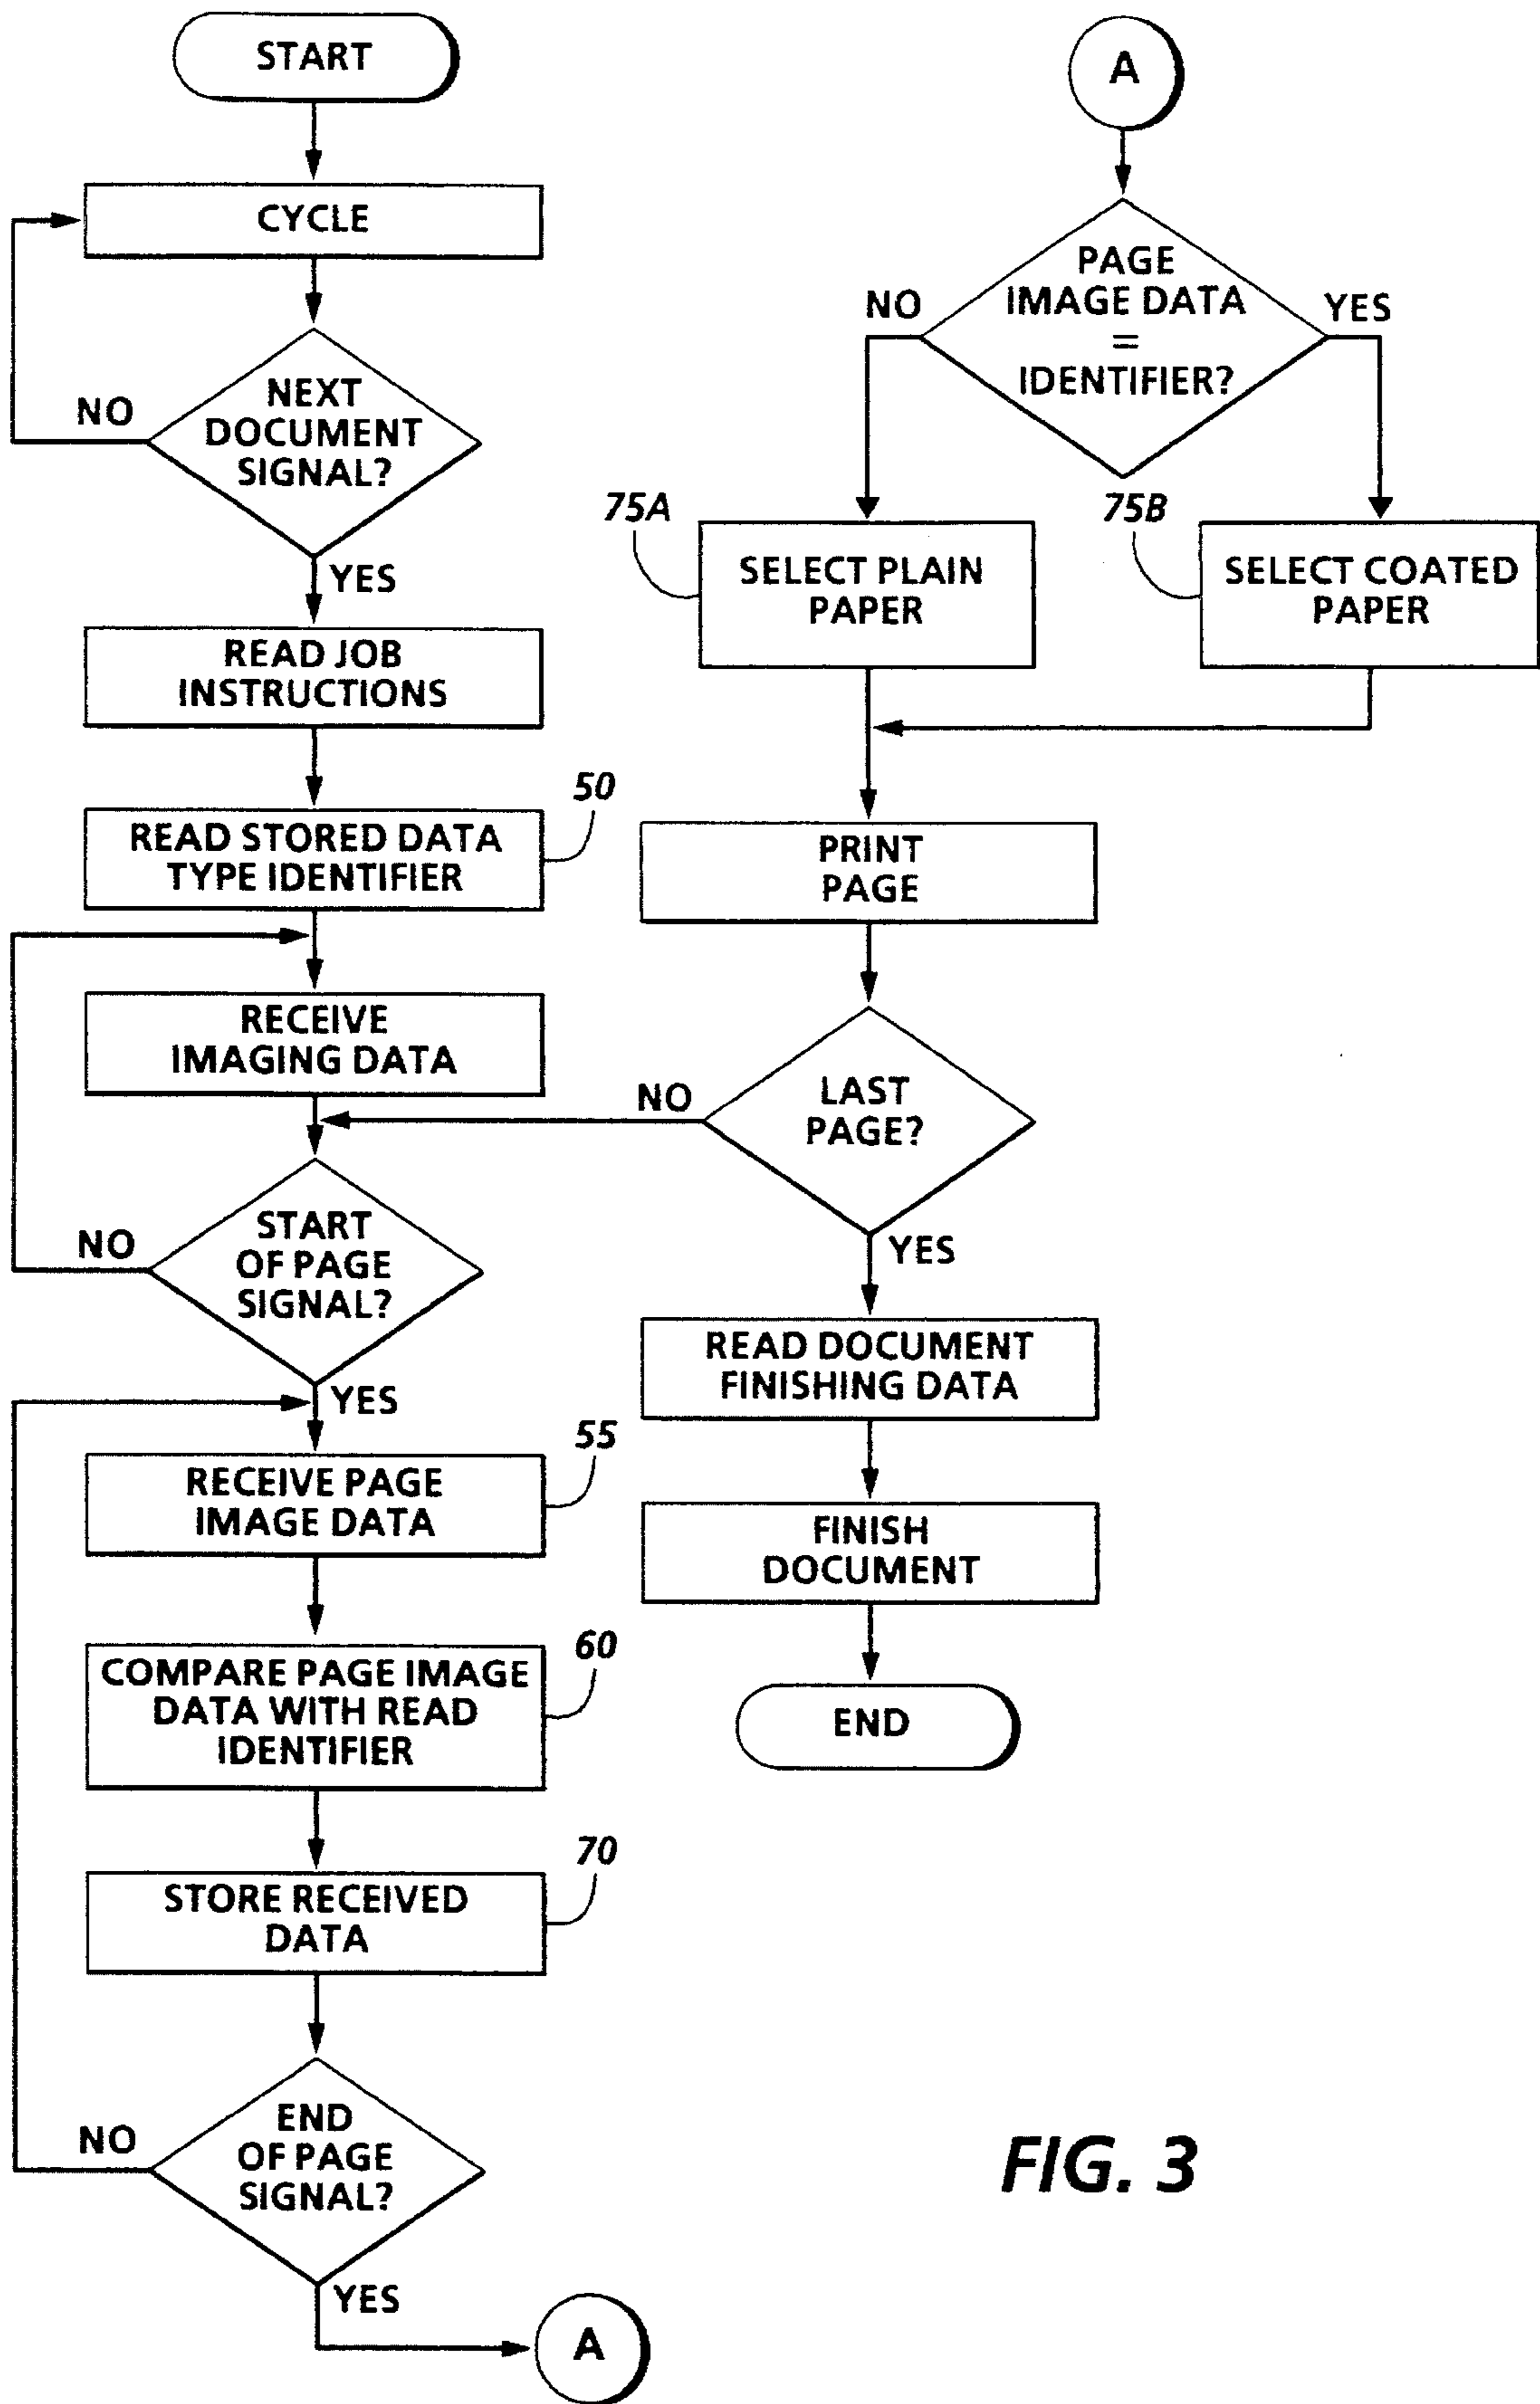 START
CYCLE
NEXT
DOCUMENT
SIGNAL?
NO
YES
READ JOB
INSTRUCTIONS
50
READ STORED DATA
TYPE IDENTIFIER
RECEIVE
IMAGING DATA
START
OF PAGE
SIGNAL?
NO
YES
55
RECEIVE PAGE
IMAGE DATA
60
COMPARE PAGE IMAGE
DATA WITH READ
IDENTIFIER
70
STORE RECEIVED
DATA
END
OF PAGE
SIGNAL?
NO
YES
A
A
PAGE
IMAGE DATA
=
IDENTIFIER?
NO
YES
75A
SELECT PLAIN
PAPER
75B
SELECT COATED
PAPER
PRINT
PAGE
LAST
PAGE?
NO
YES
READ DOCUMENT
FINISHING DATA
FINISH
DOCUMENT
END
FIG. 3